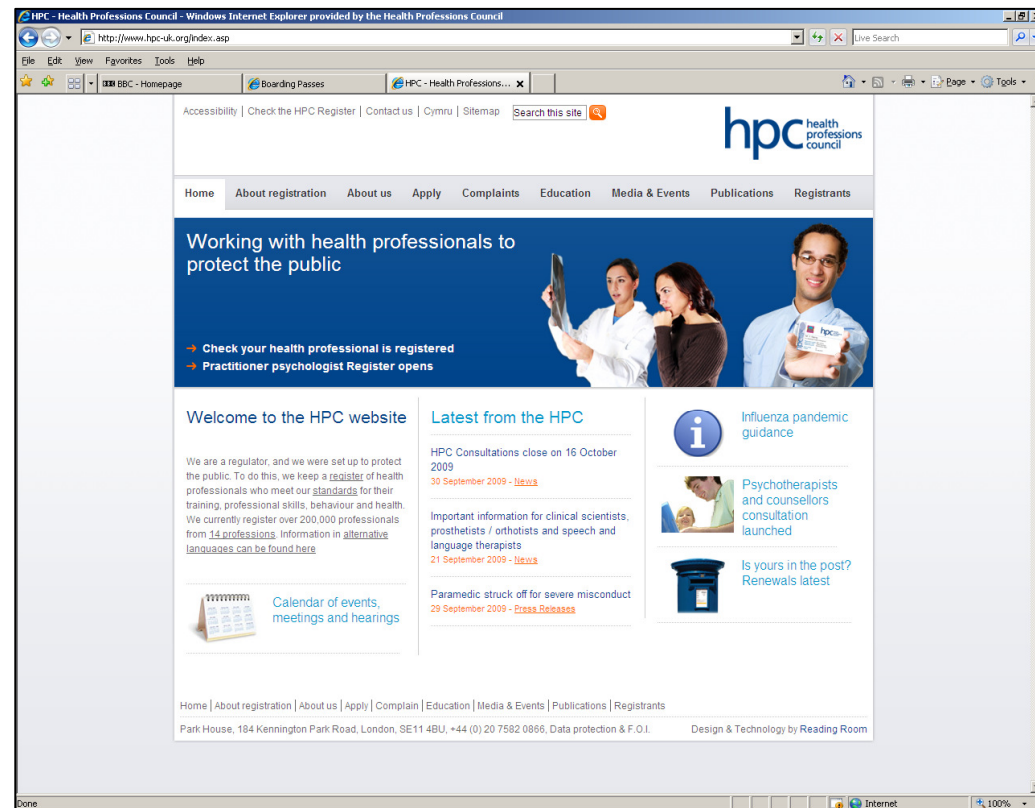 HPC - Health Professions Council - Windows Internet Explorer provided by the Health Professions Council
http://www.hpc-uk.org/index.asp
Live Search
File Edit View Favorites Tools Help
BBC - Homepage
Boarding Passes
HPC - Health Professions...
Page
Tools
Accessibility | Check the HPC Register | Contact us | Cymru | Sitemap
Search this site
hpc health professions council
Home About registration About us Apply Complaints Education Media & Events Publications Registrants
Working with health professionals to
protect the public
→ Check your health professional is registered
→ Practitioner psychologist Register opens
hpc
Welcome to the HPC website
We are a regulator, and we were set up to protect
the public. To do this, we keep a register of health
professionals who meet our standards for their
training, professional skills, behaviour and health.
We currently register over 200,000 professionals
from 14 professions. Information in alternative
languages can be found here
Calendar of events,
meetings and hearings
Latest from the HPC
HPC Consultations close on 16 October
2009
30 September 2009 - News
Important information for clinical scientists,
prosthetists / orthotists and speech and
language therapists
21 September 2009 - News
Paramedic struck off for severe misconduct
29 September 2009 - Press Releases
Influenza pandemic
guidance
Psychotherapists
and counsellors
consultation
launched
Is yours in the post?
Renewals latest
Home | About registration | About us | Apply | Complain | Education | Media & Events | Publications | Registrants
Park House, 184 Kennington Park Road, London, SE11 4BU, +44 (0) 20 7582 0866, Data protection & F.O.I.
Design & Technology by Reading Room
Done
Internet
100%